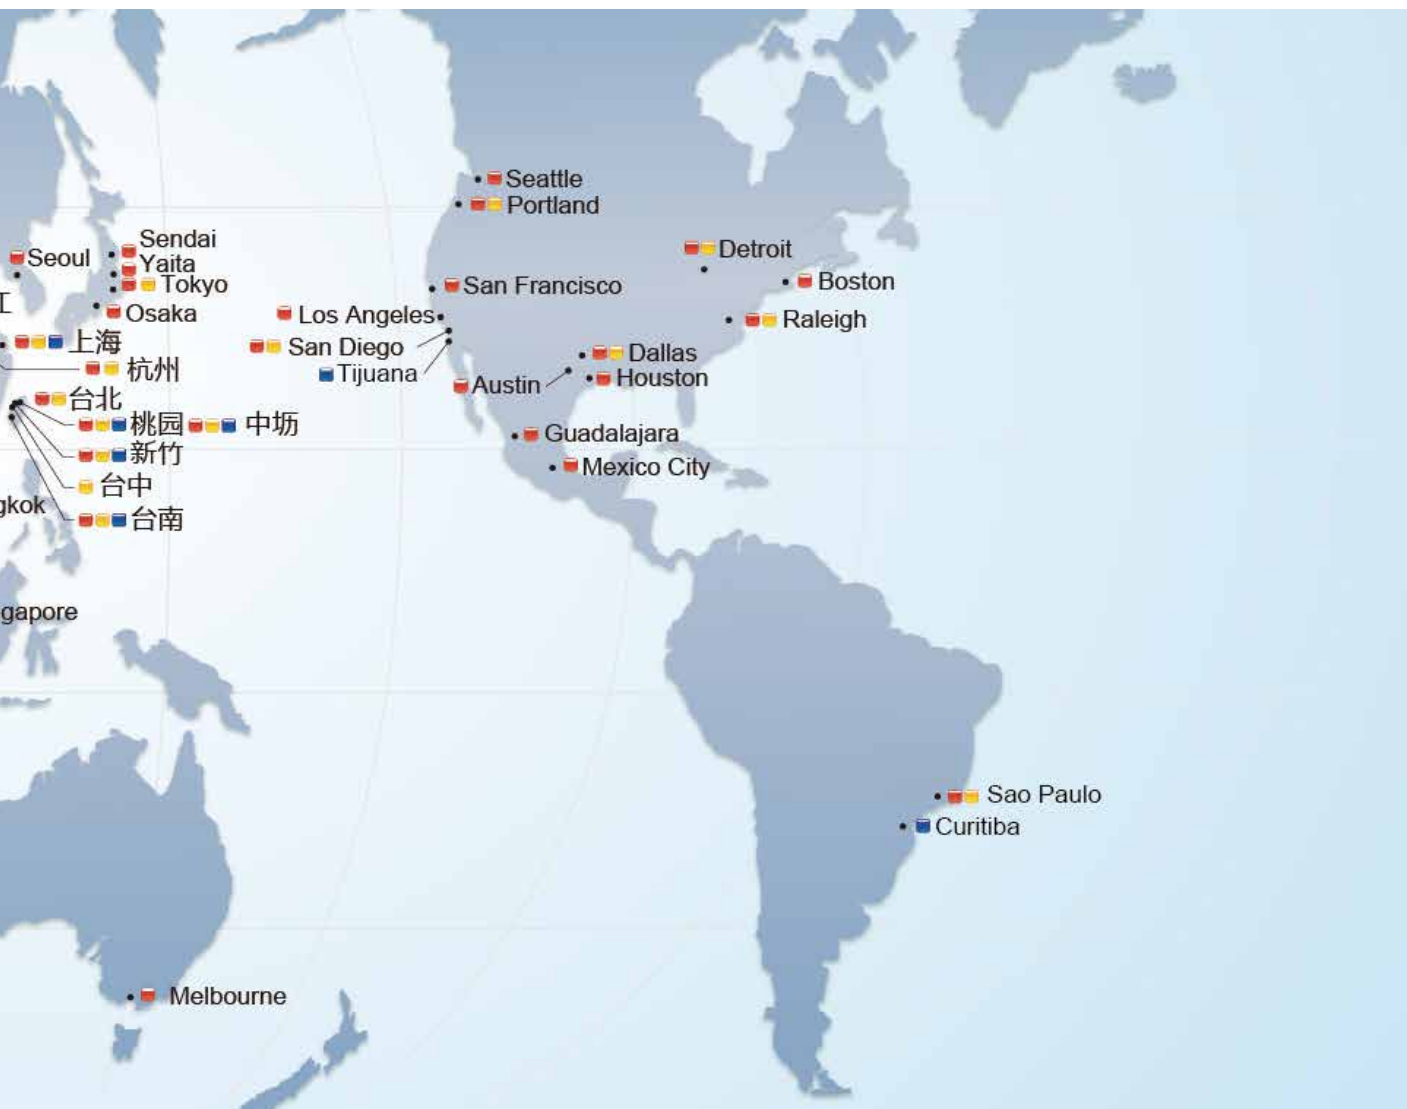 Seattle
Portland
Sendai
Seoul
Yaita
Tokyo
Osaka
Detroit
Boston
San Francisco
Los Angeles
Raleigh
江
上海
San Diego
Dallas
杭州
Tijuana
Austin
Houston
台北
桃园
中坜
Guadalajara
新竹
Mexico City
台中
gkok
台南
gapore
Sao Paulo
Curitiba
Melbourne